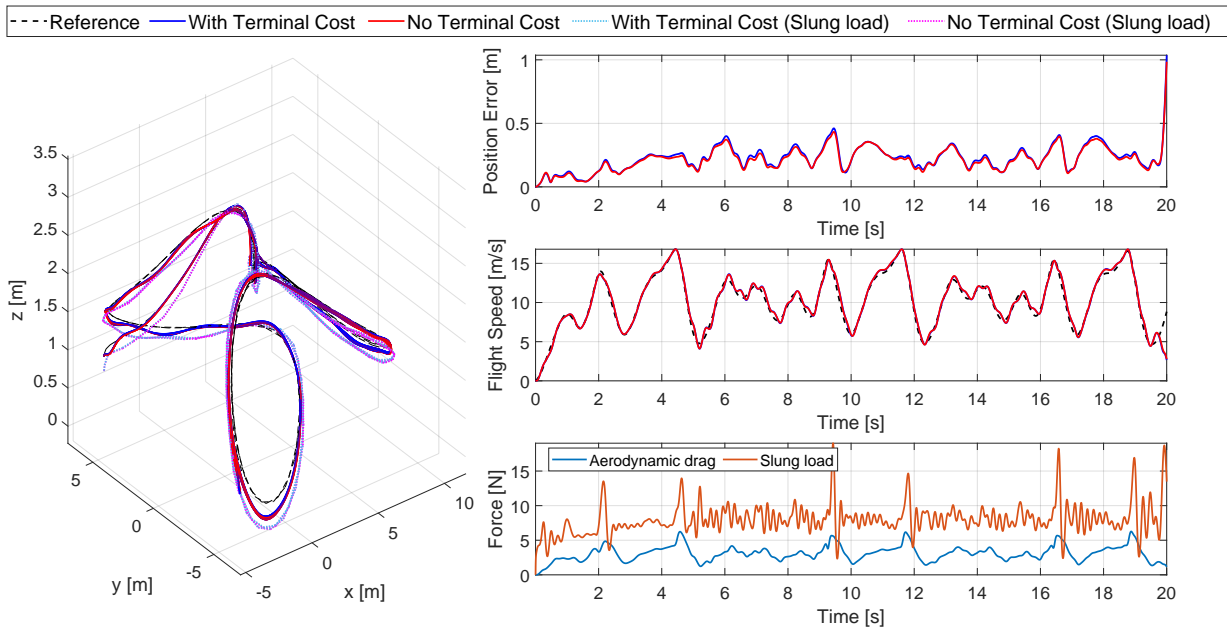 Reference With Terminal Cost No Terminal Cost With Terminal Cost (Slung load) No Terminal Cost (Slung load)
3.5
3
2.5
2
1.5
1
0.5
0
z [m]
5
0
-5
y [m]
-5
0
5
10
x [m]
1
0.5
0
Position Error [m]
0 2 4 6 8 10 12 14 16 18 20
Time [s]
15
10
5
0
Flight Speed [m/s]
0 2 4 6 8 10 12 14 16 18 20
Time [s]
Aerodynamic drag Slung load
15
10
5
0
Force [N]
0 2 4 6 8 10 12 14 16 18 20
Time [s]